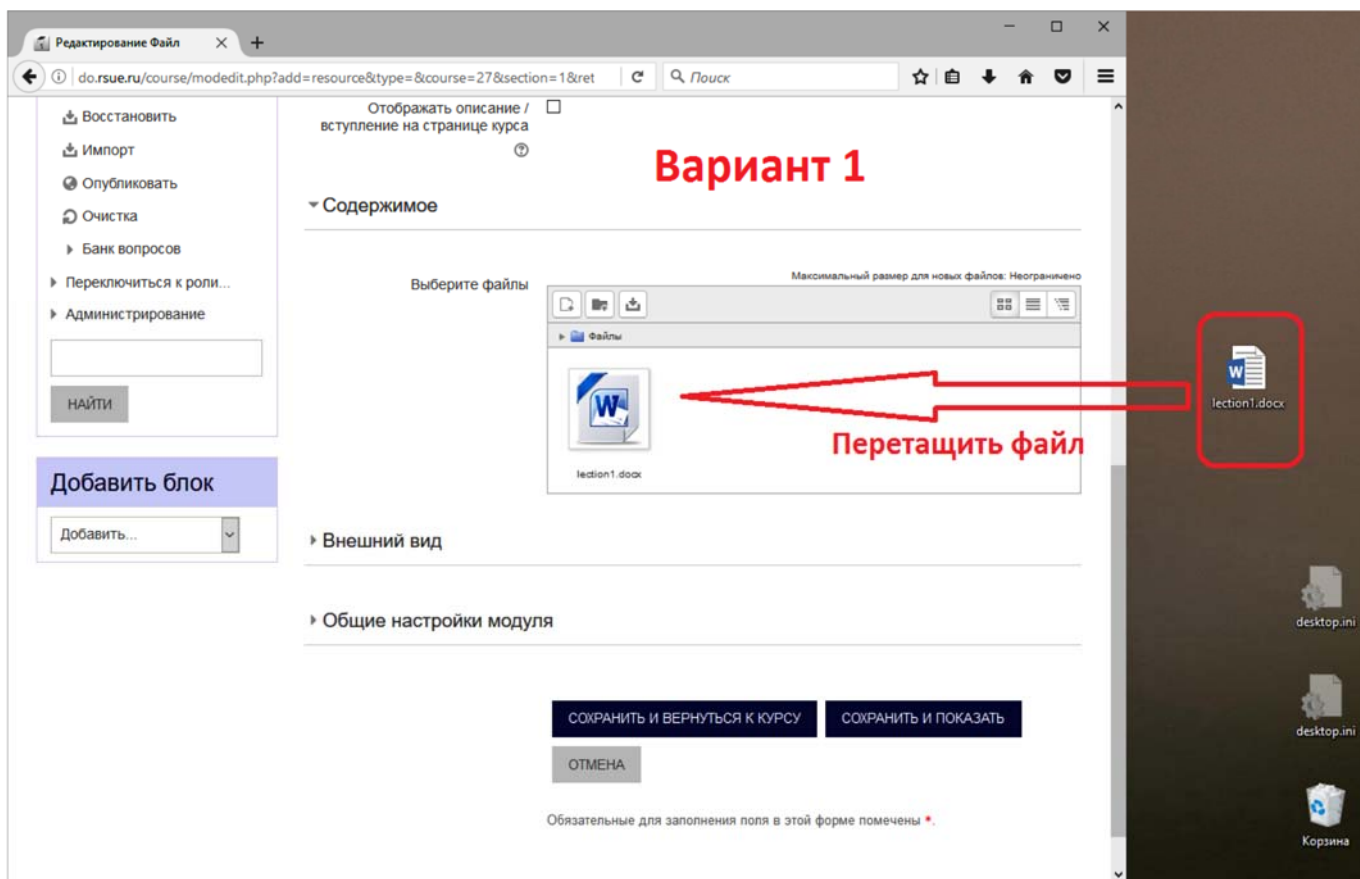 Редактирование Файл
do.rsue.ru/course/modedit.php?add=resource&type=&course=27&section=1&ret
Поиск
Восстановить
Импорт
Опубликовать
Очистка
Банк вопросов
Переключиться к роли...
Администрирование
НАЙТИ
Добавить блок
Добавить...
Отображать описание /
вступление на странице курса
Вариант 1
Содержимое
Выберите файлы
Максимальный размер для новых файлов: Неограничено
Файлы
lection1.docx
Перетащить файл
Внешний вид
Общие настройки модуля
СОХРАНИТЬ И ВЕРНУТЬСЯ К КУРСУ
СОХРАНИТЬ И ПОКАЗАТЬ
ОТМЕНА
Обязательные для заполнения поля в этой форме помечены *.
lection1.docx
desktop.ini
desktop.ini
Корзина